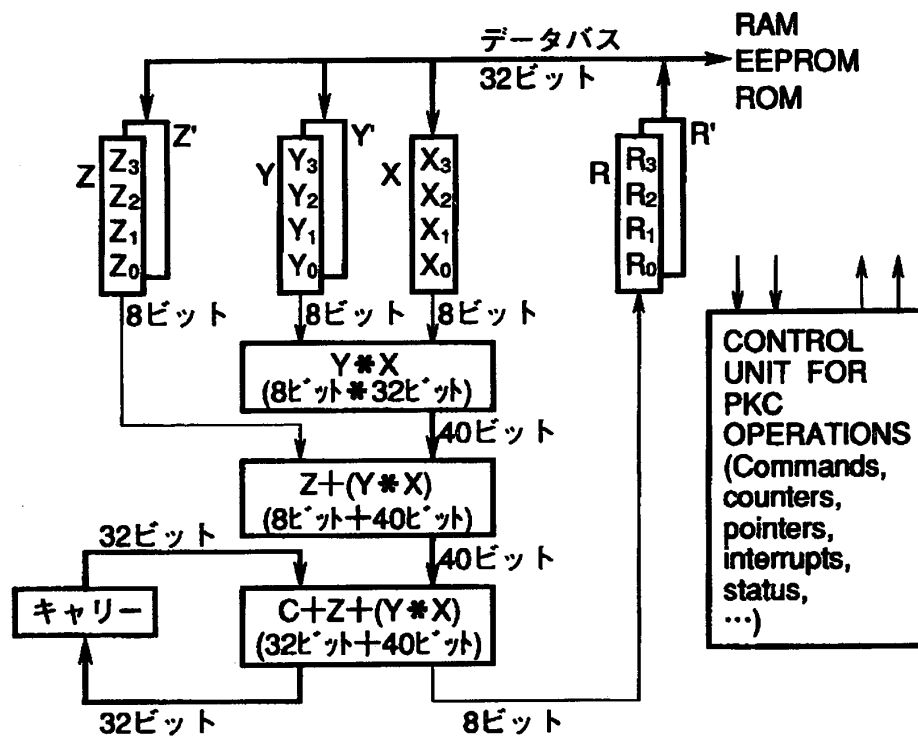 データバス
32ビット
RAM
EEPROM
ROM
Z'
Z
Z3
Z2
Z1
Z0
Y'
Y
Y3
Y2
Y1
Y0
X
X3
X2
X1
X0
R'
R
R3
R2
R1
R0
8ビット
8ビット
8ビット
Y*X
(8ビット*32ビット)
40ビット
Z+(Y*X)
(8ビット+40ビット)
32ビット
40ビット
キャリー
C+Z+(Y*X)
(32ビット+40ビット)
32ビット
8ビット
CONTROL
UNIT FOR
PKC
OPERATIONS
(Commands,
counters,
pointers,
interrupts,
status,
…)